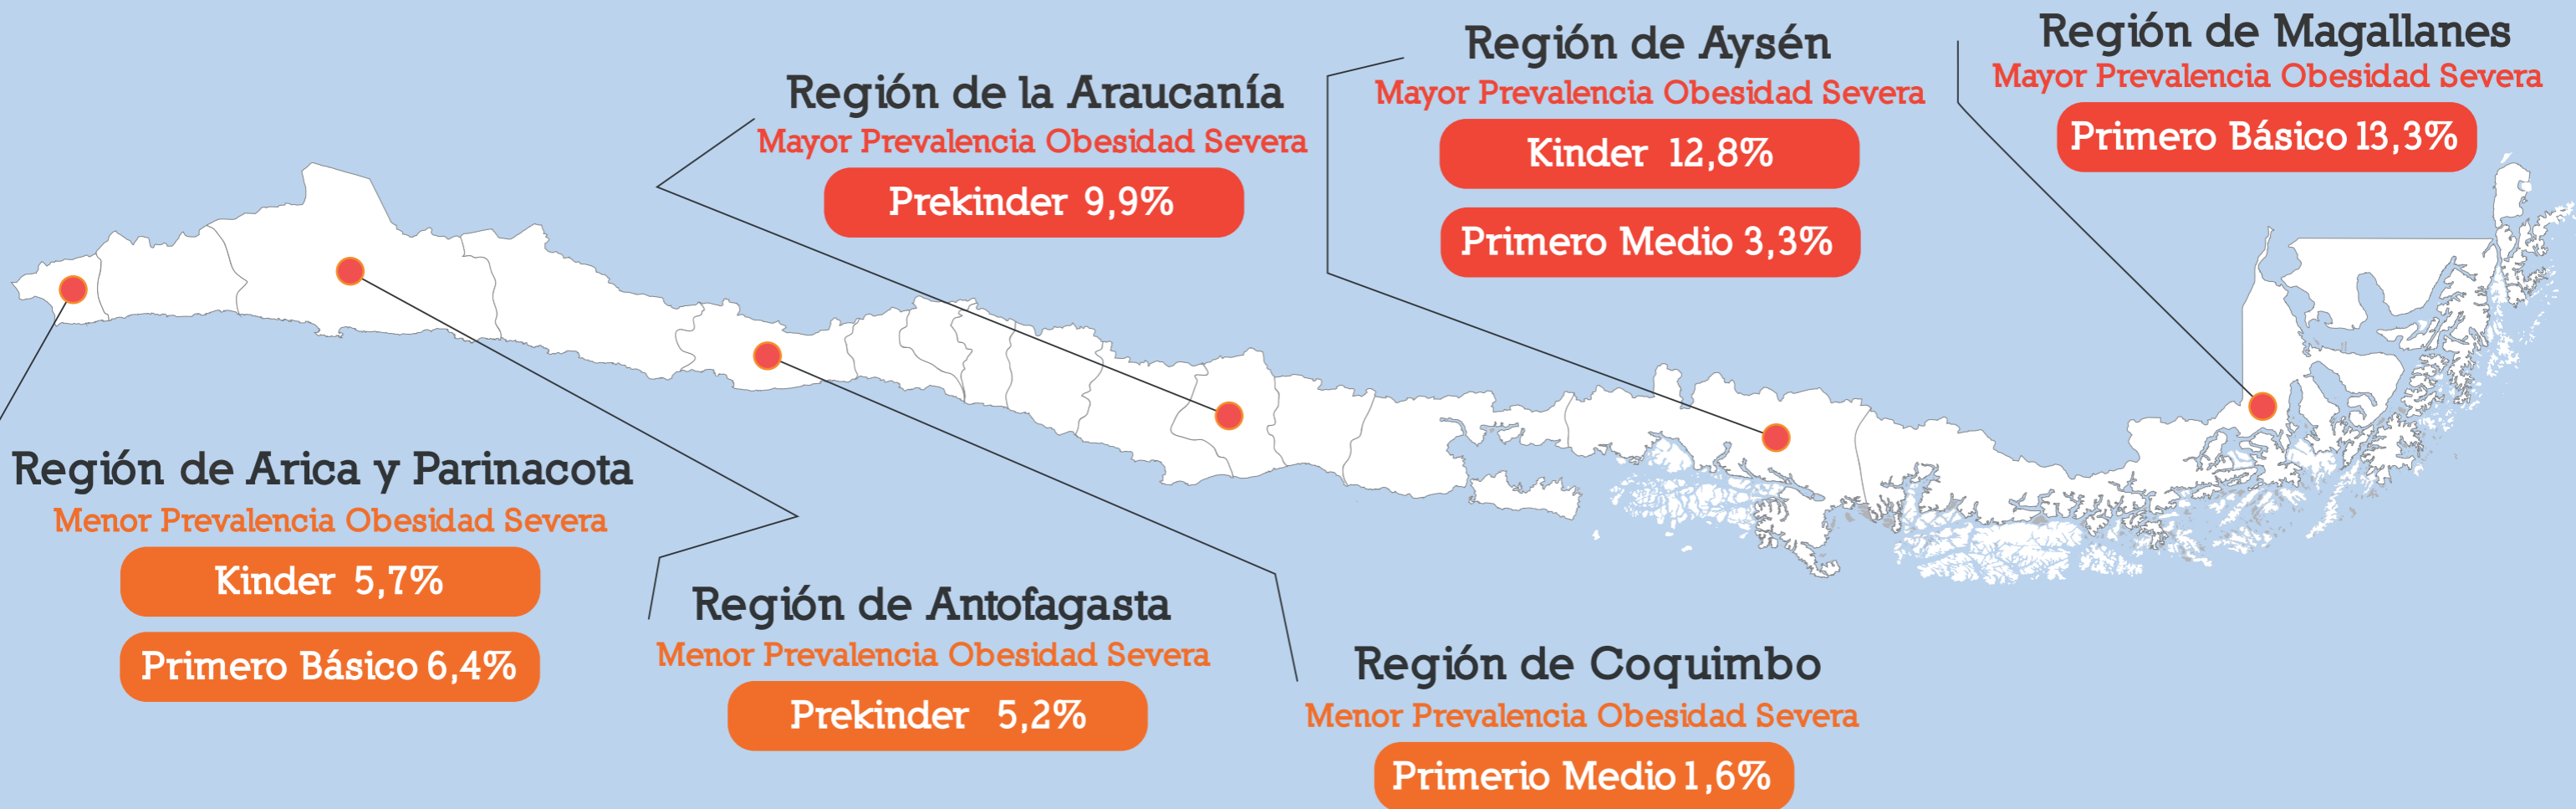 Región de la Araucanía
Mayor Prevalencia Obesidad Severa
Prekinder 9,9%
Región de Aysén
Mayor Prevalencia Obesidad Severa
Kinder 12,8%
Primero Medio 3,3%
Región de Magallanes
Mayor Prevalencia Obesidad Severa
Primero Básico 13,3%
Región de Arica y Parinacota
Menor Prevalencia Obesidad Severa
Kinder 5,7%
Primero Básico 6,4%
Región de Antofagasta
Menor Prevalencia Obesidad Severa
Prekinder 5,2%
Región de Coquimbo
Menor Prevalencia Obesidad Severa
Primerio Medio 1,6%